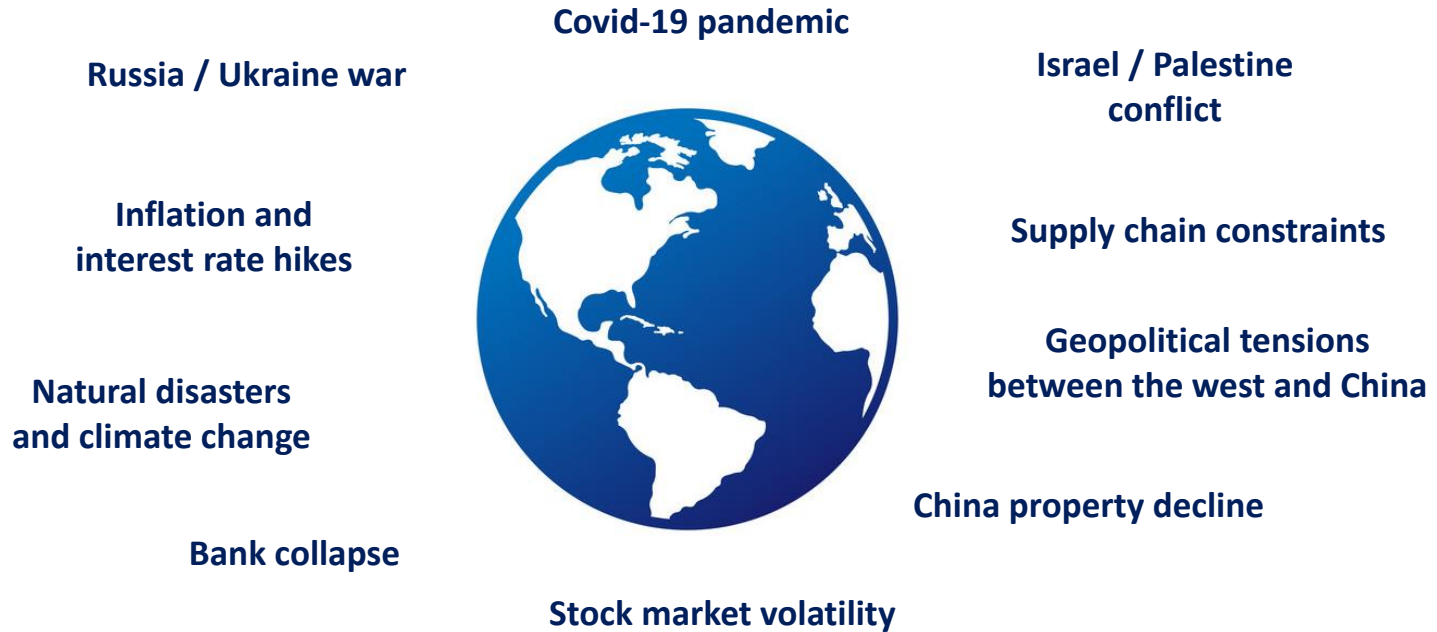 Covid-19 pandemic
Russia / Ukraine war
Israel / Palestine
conflict
Inflation and
interest rate hikes
Supply chain constraints
Geopolitical tensions
between the west and China
Natural disasters
and climate change
China property decline
Bank collapse
Stock market volatility